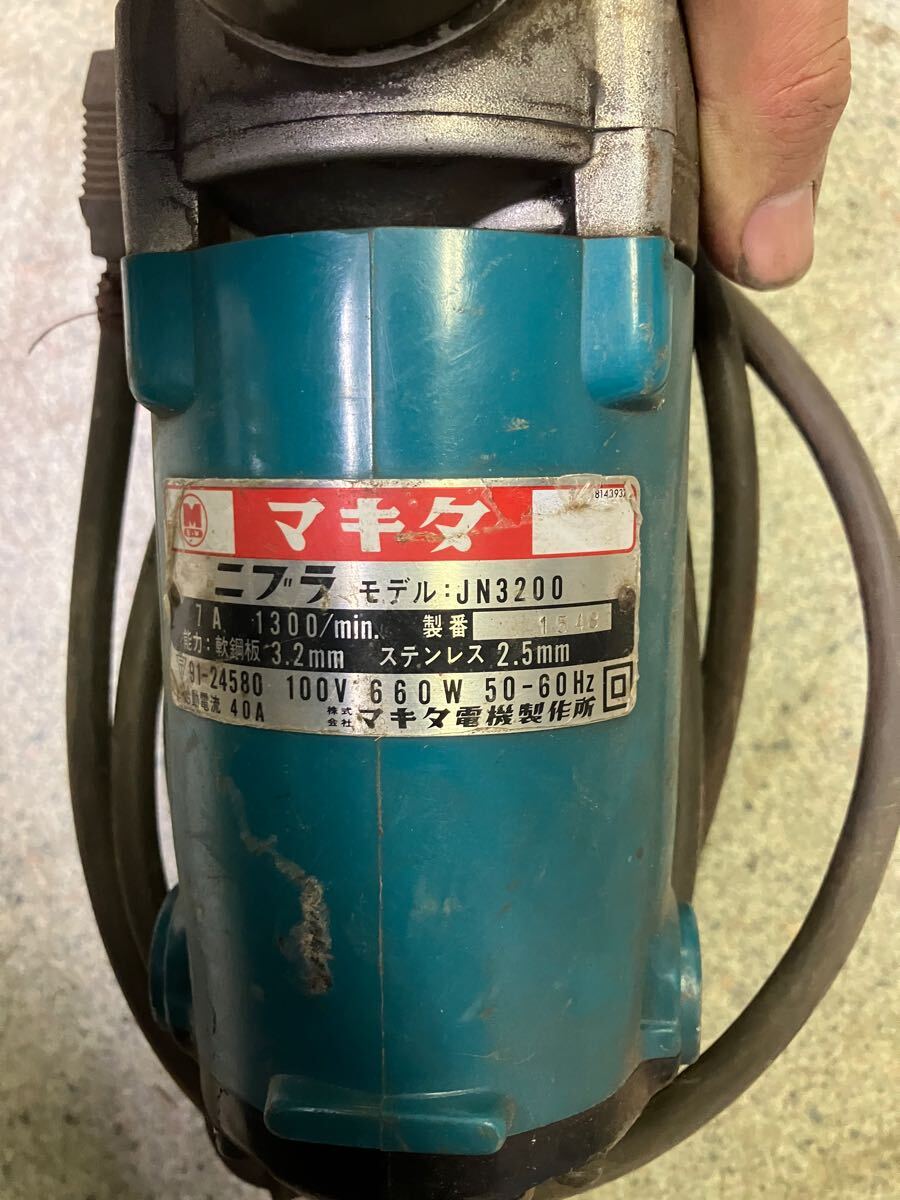 M
マキタ
ニブラ モデル:JN3200
7A 1300/min. 製番 1548
能力:軟鋼板 3.2mm ステンレス 2.5mm
91-24580 100V 660W 50-60Hz
動電流 40A 株式会社 マキタ電機製作所